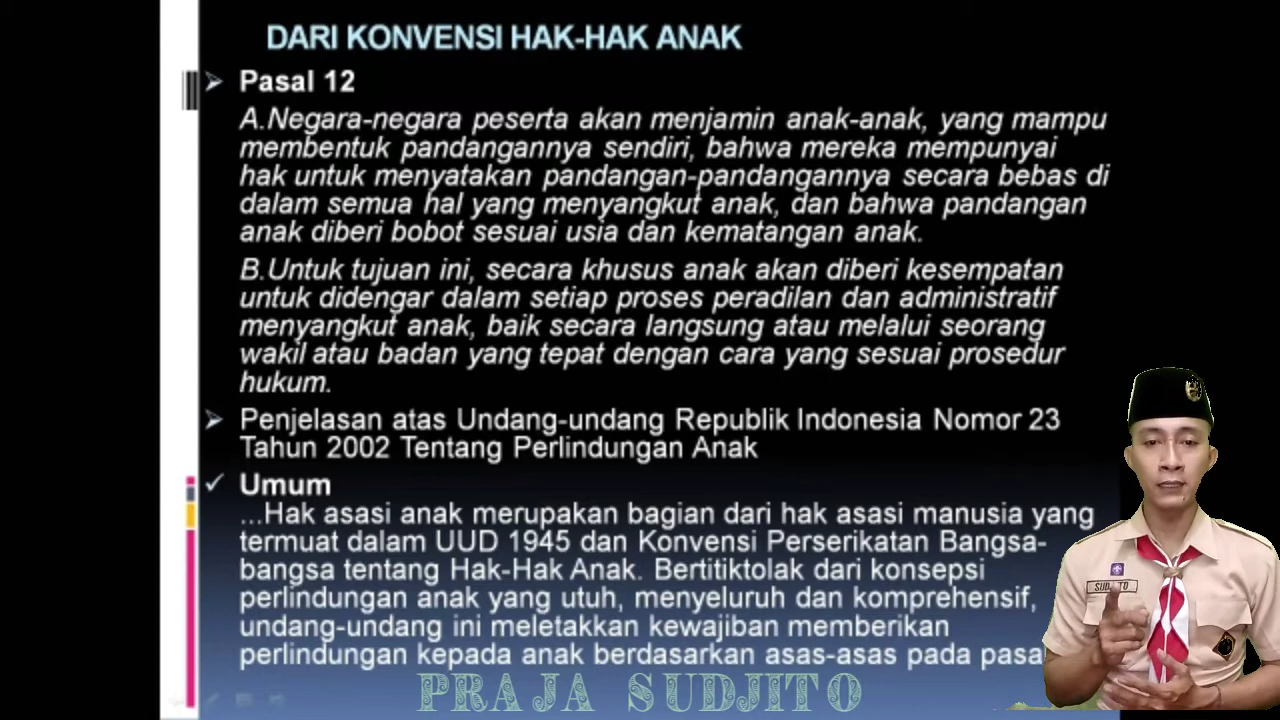 DARI KONVENSI HAK-HAK ANAK
Pasal 12
A.Negara-negara peserta akan menjamin anak-anak, yang mampu
membentuk pandangannya sendiri, bahwa mereka mempunyai
hak untuk menyatakan pandangan-pandangannya secara bebas di
dalam semua hal yang menyangkut anak, dan bahwa pandangan
anak diberi bobot sesuai usia dan kematangan anak.
B.Untuk tujuan ini, secara khusus anak akan diberi kesempatan
untuk didengar dalam setiap proses peradilan dan administratif
menyangkut anak, baik secara langsung atau melalui seorang
wakil atau badan yang tepat dengan cara yang sesuai prosedur
hukum.
Penjelasan atas Undang-undang Republik Indonesia Nomor 23
Tahun 2002 Tentang Perlindungan Anak
Umum
...Hak asasi anak merupakan bagian dari hak asasi manusia yang
termuat dalam UUD 1945 dan Konvensi Perserikatan Bangsa-
bangsa tentang Hak-Hak Anak. Bertitiktolak dari konsepsi
perlindungan anak yang utuh, menyeluruh dan komprehensif,
undang-undang ini meletakkan kewajiban memberikan
perlindungan kepada anak berdasarkan asas-asas pada pasa
PRAJA SUDJITO